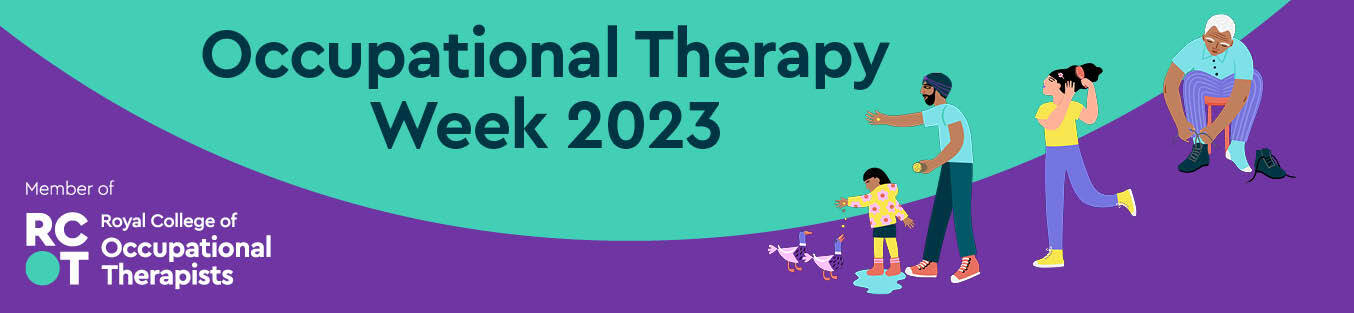 Occupational Therapy
Week 2023
Member of
RC
OT
Royal College of
Occupational
Therapists